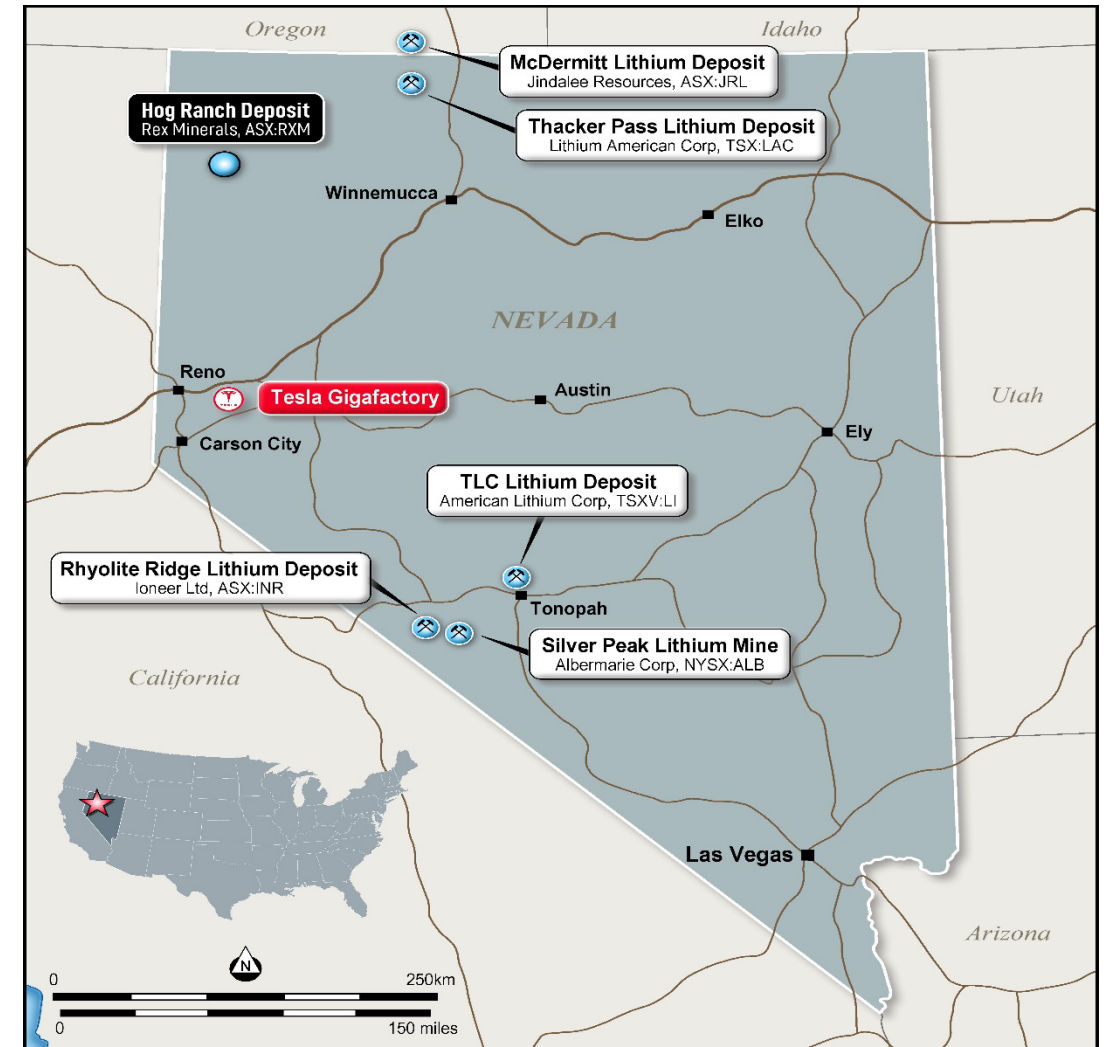 Oregon
Idaho
McDermitt Lithium Deposit
Jindalee Resources, ASX:JRL
Hog Ranch Deposit
Rex Minerals, ASX:RXM
Thacker Pass Lithium Deposit
Lithium American Corp, TSX:LAC
Winnemucca
Elko
NEVADA
Reno
Tesla Gigafactory
Austin
Utah
Carson City
Ely
TLC Lithium Deposit
American Lithium Corp, TSXV:LI
Rhyolite Ridge Lithium Deposit
Ioneer Ltd, ASX:INR
Tonopah
Silver Peak Lithium Mine
Albermarie Corp, NYSX:ALB
California
Las Vegas
Arizona
N
0
250km
0
150 miles